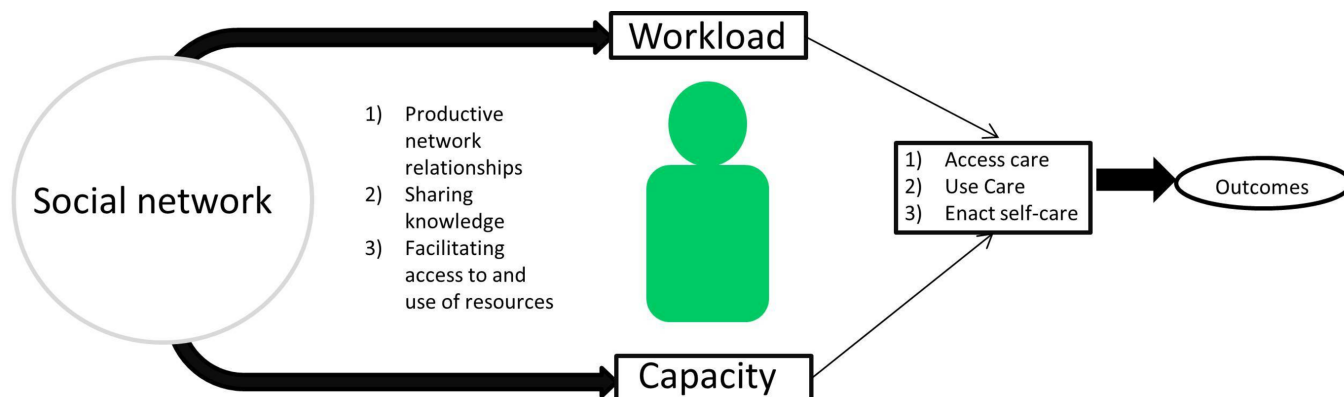 Workload
Social network
1) Productive
network
relationships
2) Sharing
knowledge
3) Facilitating
access to and
use of resources
1) Access care
2) Use Care
3) Enact self-care
Outcomes
Capacity